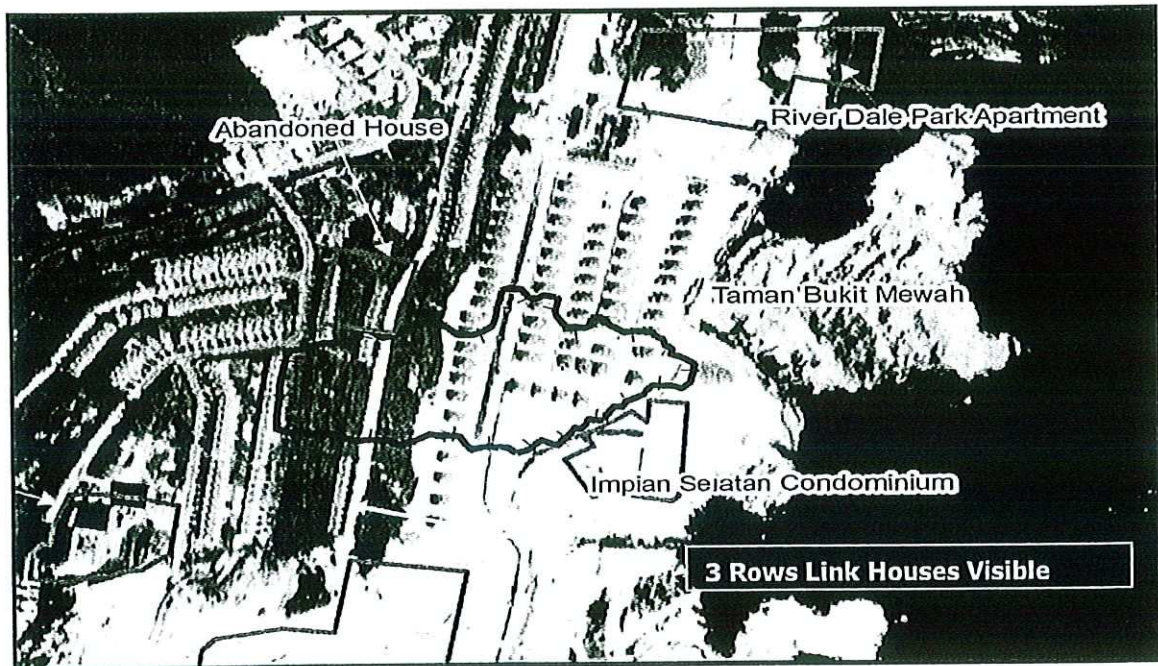 River Dale Park Apartment
Abandoned House
Taman Bukit Mewah
Impian Selatan Condominium
3 Rows Link Houses Visible